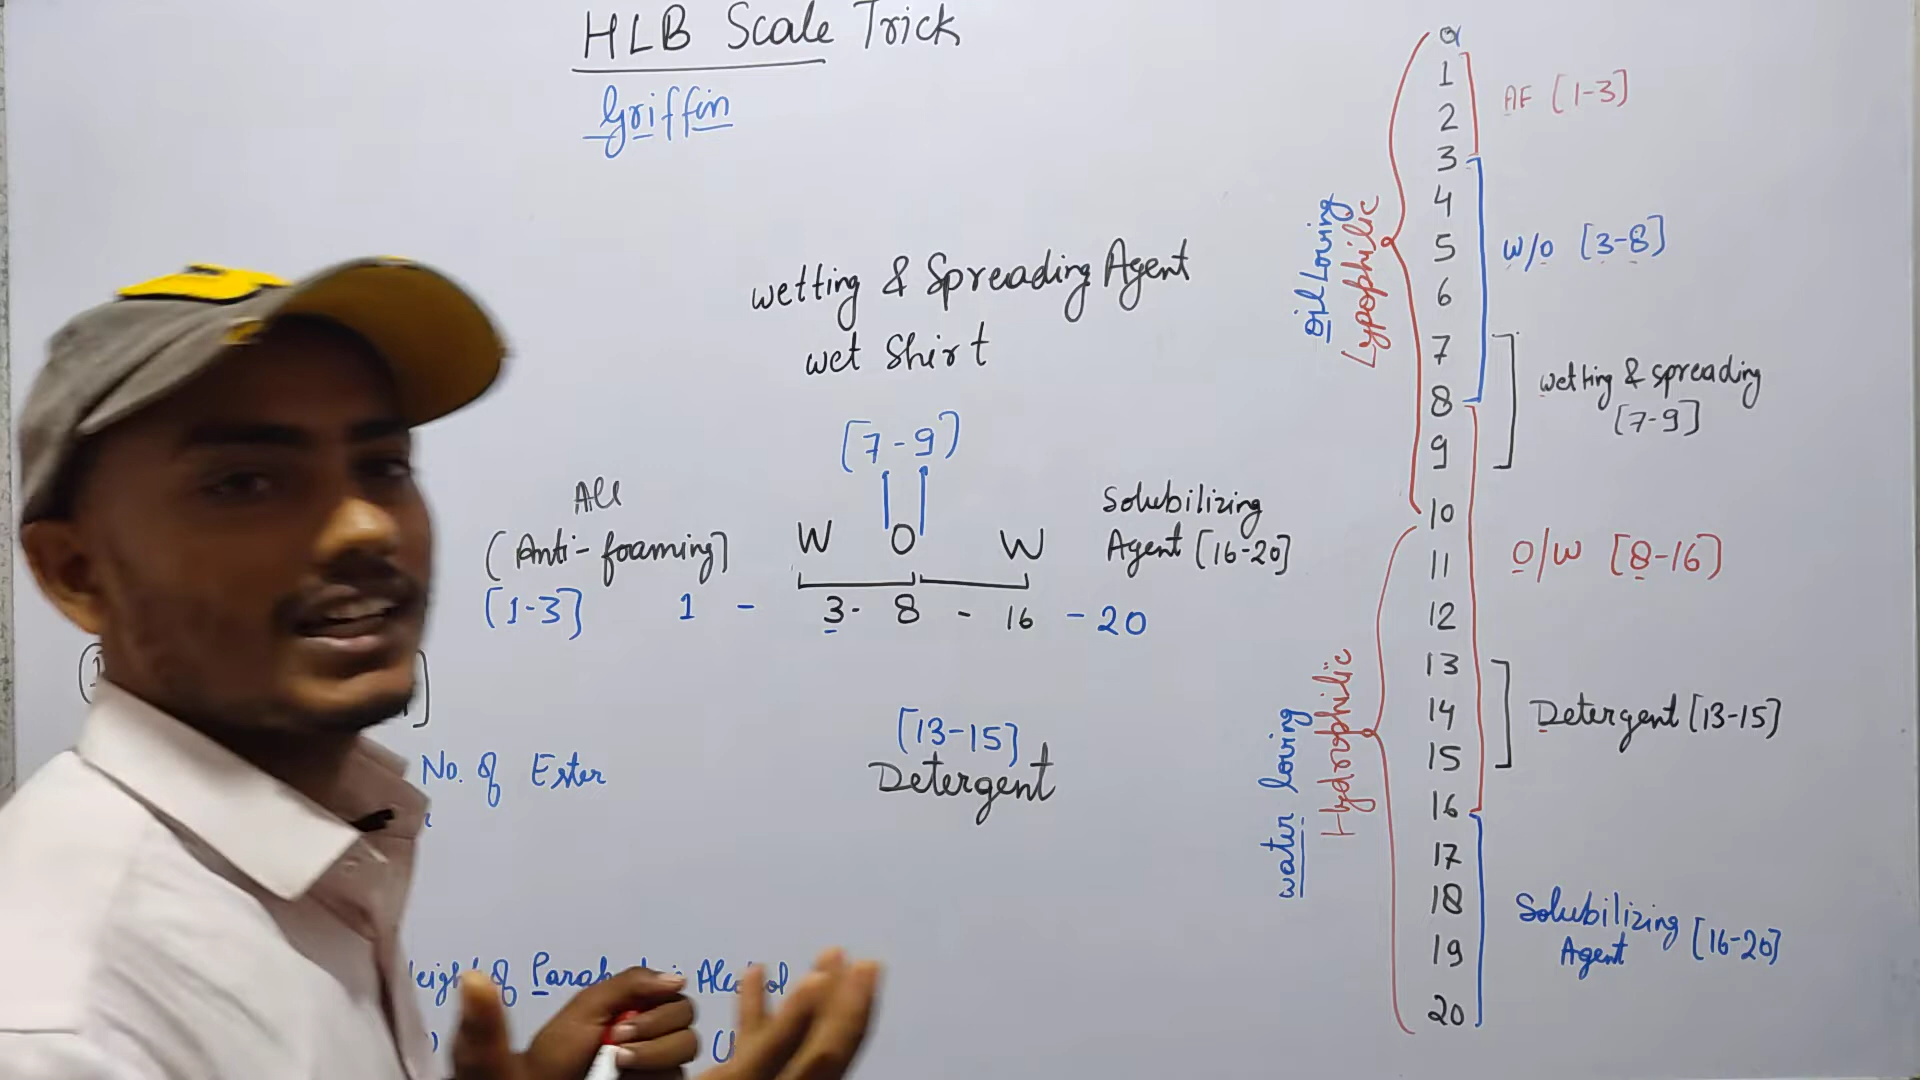 HLB Scale Trick
Griffin
wetting & Spreading Agent
wet Shirt
[7-9]
All
(Anti-foaming)
[1-3]
W O W
1 - 3- 8 - 16 - 20
Solubilizing
Agent [16-20]
[13-15]
Detergent
No. of Ester
of Alcohol
0
1
2
3
4
5
6
7
8
9
10
11
12
13
14
15
16
17
18
19
20
Oil Loving
Lypophilic
water loving
Hydrophilic
AF [1-3]
W/O [3-8]
wetting & spreading
[7-9]
O/W [8-16]
Detergent [13-15]
Solubilizing
Agent [16-20]